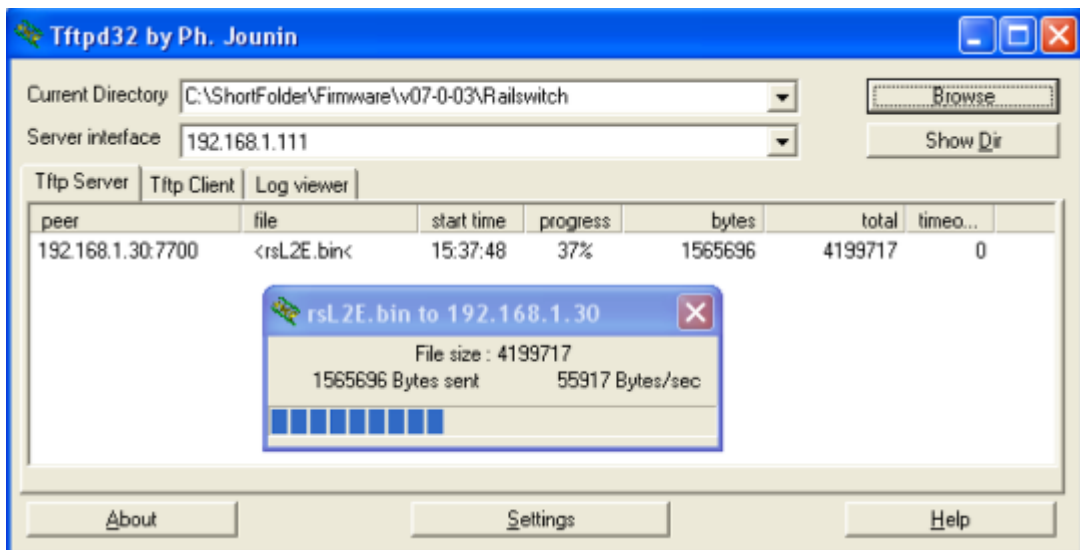 Tftpd32 by Ph. Jounin
Current Directory C:\ShortFolder\Firmware\v07-0-03\Railswitch Browse
Server interface 192.168.1.111 Show Dir
Tftp Server Tftp Client Log viewer
peer file start time progress bytes total timeo...
192.168.1.30:7700 <rsL2E.bin< 15:37:48 37% 1565696 4199717 0
rsL2E.bin to 192.168.1.30
File size : 4199717
1565696 Bytes sent 55917 Bytes/sec
About Settings Help